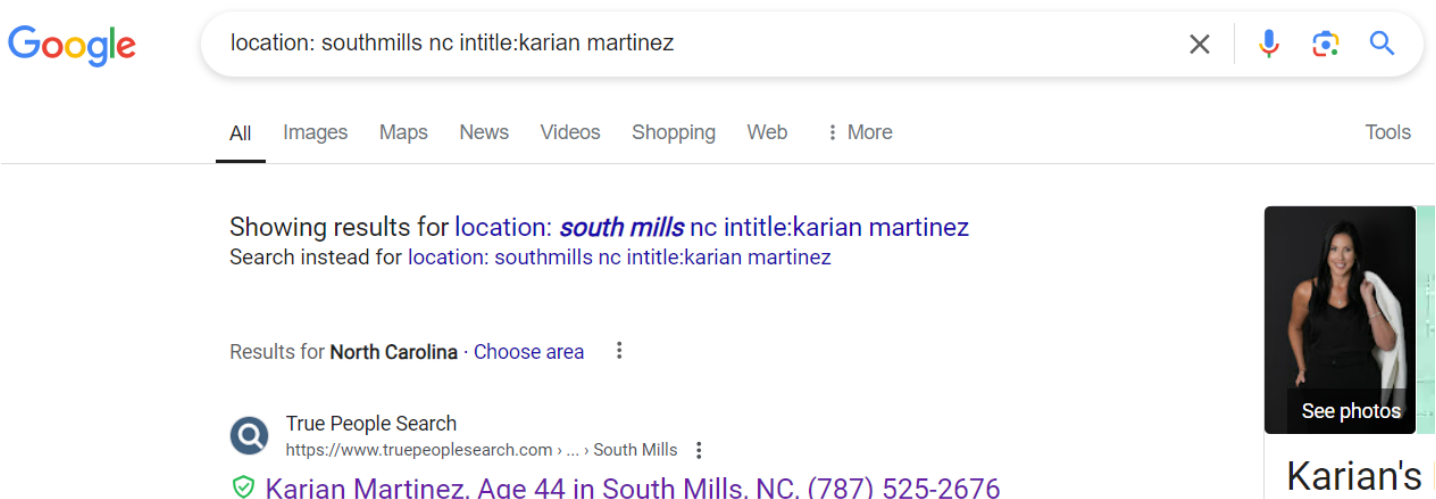 Google
location: southmills nc intitle:karian martinez
All Images Maps News Videos Shopping Web More Tools
Showing results for location: south mills nc intitle:karian martinez
Search instead for location: southmills nc intitle:karian martinez
Results for North Carolina · Choose area
See photos
True People Search
https://www.truepeoplesearch.com › ... › South Mills
Karian Martinez, Age 44 in South Mills, NC, (787) 525-2676
Karian's